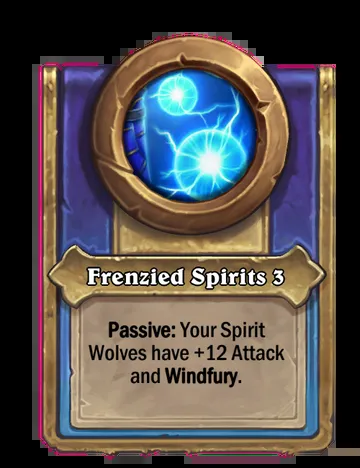 Frenzied Spirits 3
Passive: Your Spirit
Wolves have +12 Attack
and Windfury.